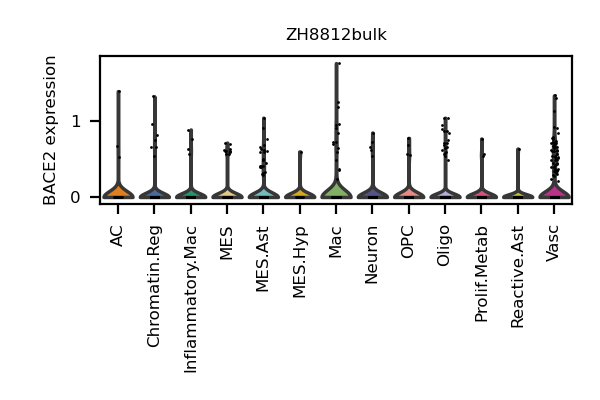 ZH8812bulk
BACE2 expression
1
0
AC
Chromatin.Reg
Inflammatory.Mac
MES
MES.Ast
MES.Hyp
Mac
Neuron
OPC
Oligo
Prolif.Metab
Reactive.Ast
Vasc